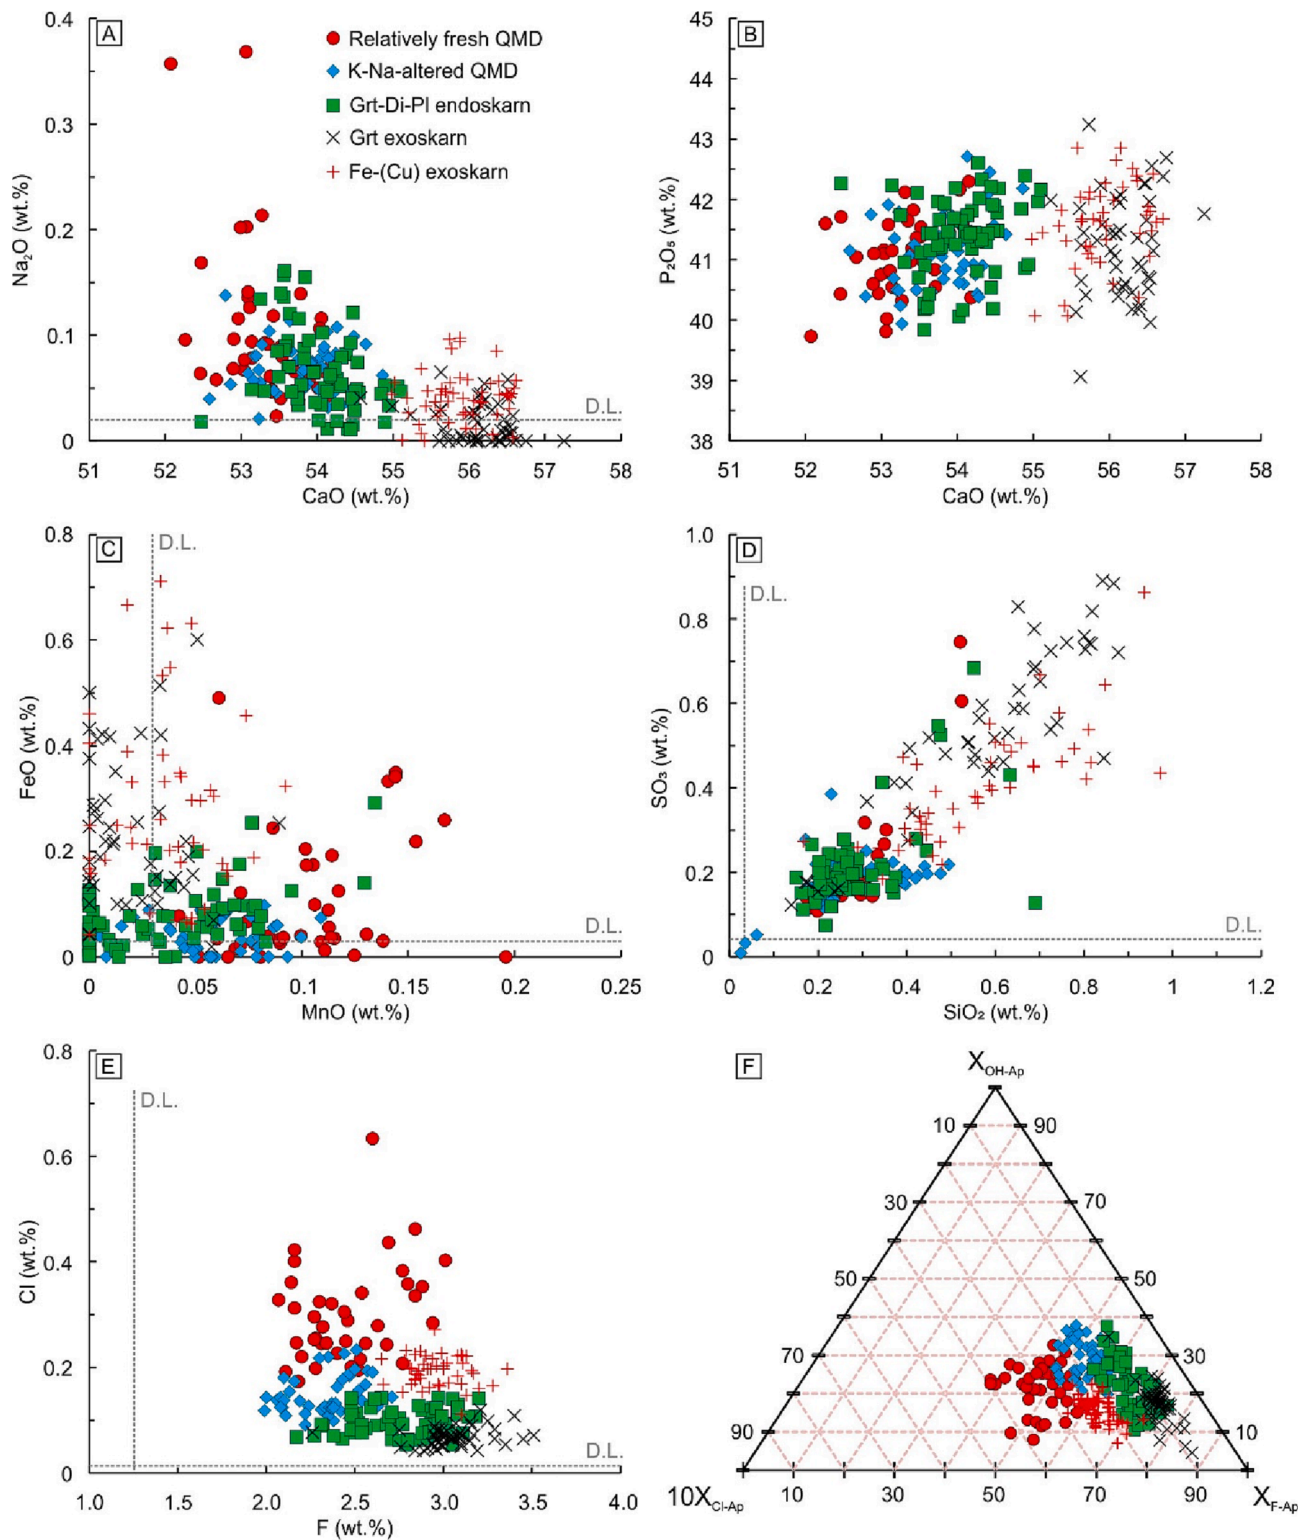 A
Relatively fresh QMD
K-Na-altered QMD
Grt-Di-Pl endoskarn
Grt exoskarn
Fe-(Cu) exoskarn
0.4
0.3
0.2
0.1
0
Na₂O (wt.%)
D.L.
51 52 53 54 55 56 57 58
CaO (wt.%)
B
45
44
43
42
41
40
39
38
P₂O₅ (wt.%)
51 52 53 54 55 56 57 58
CaO (wt.%)
C
D.L.
0.8
0.6
0.4
0.2
0
FeO (wt.%)
D.L.
0 0.05 0.1 0.15 0.2 0.25
MnO (wt.%)
D
1.0
0.8
0.6
0.4
0.2
0
SO₃ (wt.%)
D.L.
D.L.
0 0.2 0.4 0.6 0.8 1 1.2
SiO₂ (wt.%)
E
0.8
0.6
0.4
0.2
0
Cl (wt.%)
D.L.
D.L.
1.0 1.5 2.0 2.5 3.0 3.5 4.0
F (wt.%)
F
X OH-Ap
10 90
30 70
50 50
70 30
90 10
10X Cl-Ap 10 30 50 70 90 X F-Ap